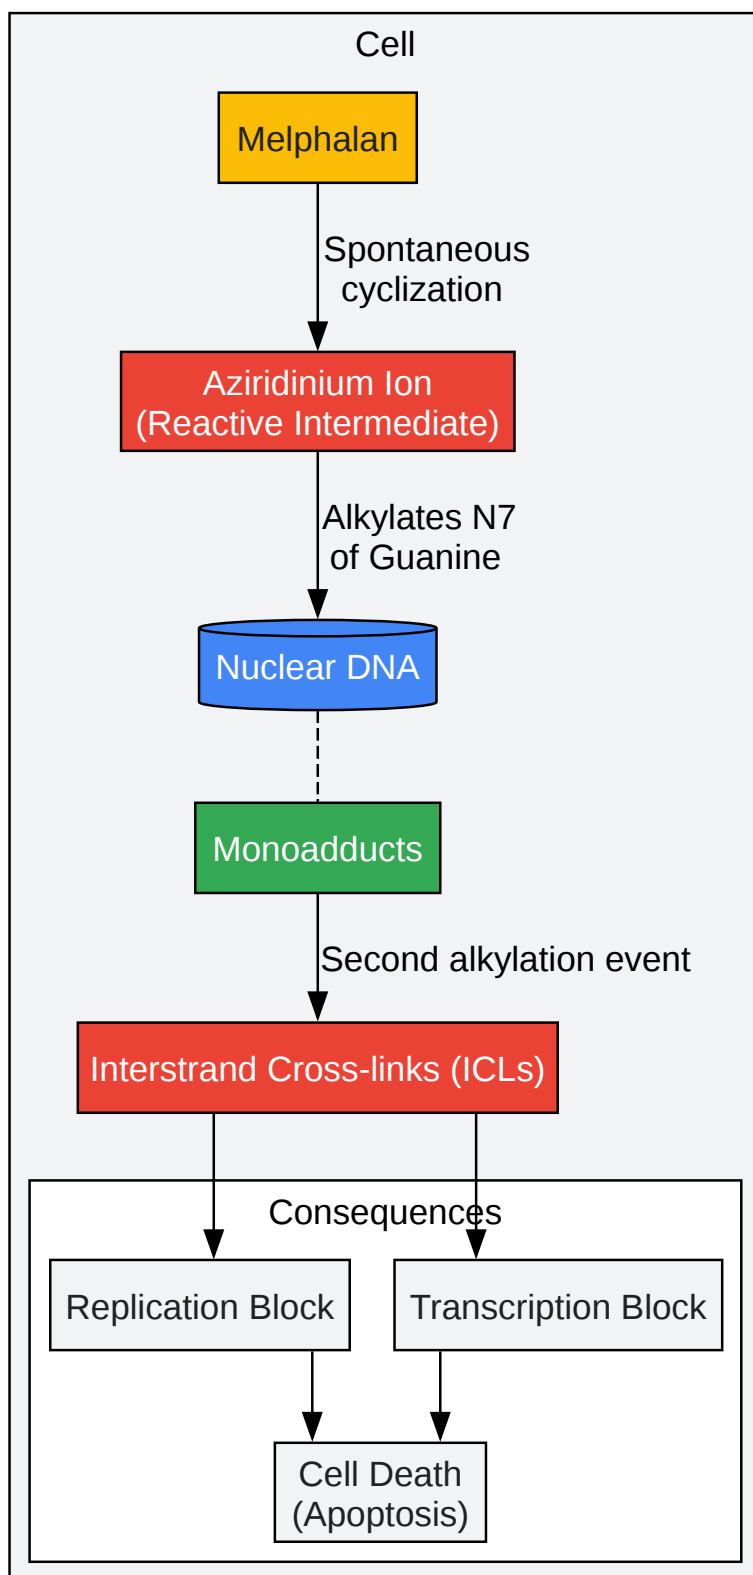 Cell
Melphalan
Spontaneous
cyclization
Aziridinium Ion
(Reactive Intermediate)
Alkylates N7
of Guanine
Nuclear DNA
Monoadducts
Second alkylation event
Interstrand Cross-links (ICLs)
Consequences
Replication Block
Transcription Block
Cell Death
(Apoptosis)